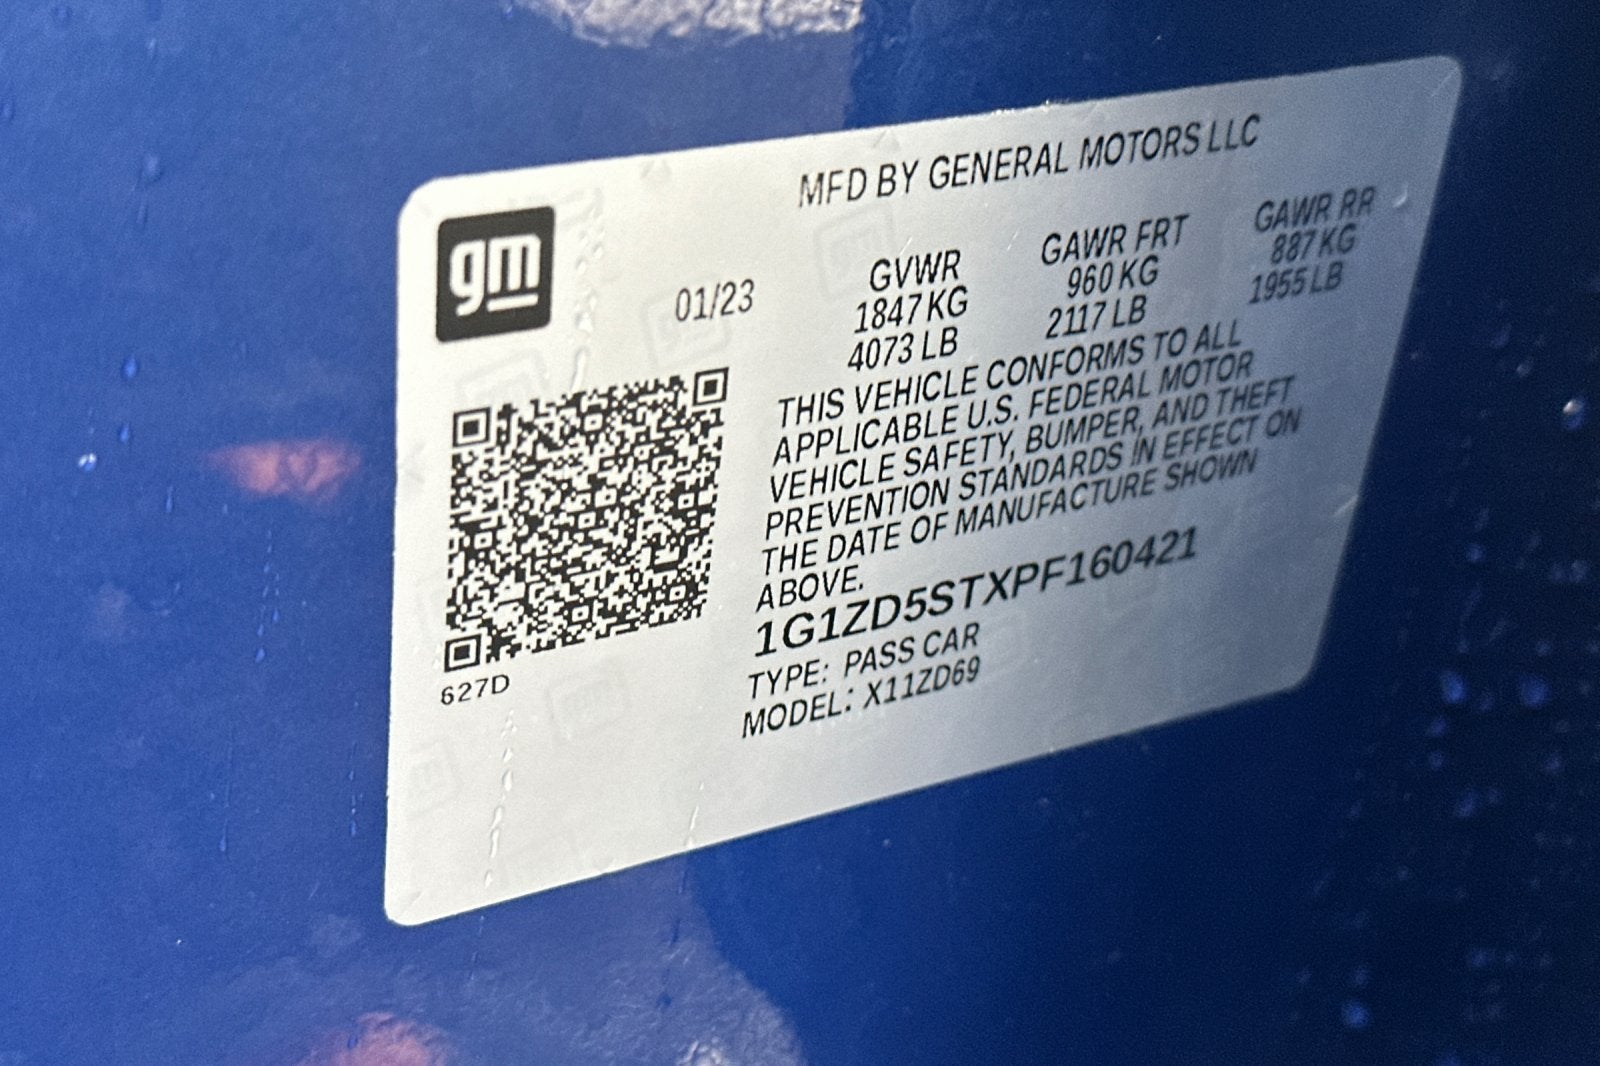 gm
MFD BY GENERAL MOTORS LLC
01/23
GVWR
1847 KG
4073 LB
GAWR FRT
960 KG
2117 LB
GAWR RR
887 KG
1955 LB
THIS VEHICLE CONFORMS TO ALL
APPLICABLE U.S. FEDERAL MOTOR
VEHICLE SAFETY, BUMPER, AND THEFT
PREVENTION STANDARDS IN EFFECT ON
THE DATE OF MANUFACTURE SHOWN
ABOVE.
1G1ZD5STXPF160421
TYPE: PASS CAR
MODEL: X11ZD69
627D